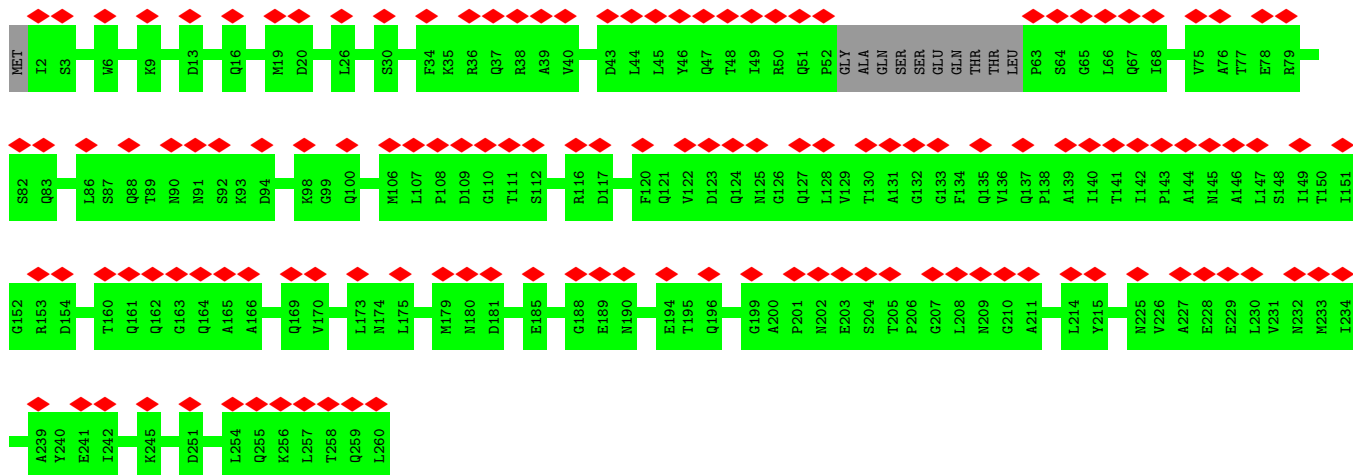 MET I2 S3 W6 K9 D13 Q16 M19 D20 L26 S30 F34 K35 R36 Q37 R38 A39 V40 D43 L44 L45 Y46 Q47 T48 I49 R50 Q51 P52 GLY ALA GLN SER SER GLU GLN THR THR LEU P63 S64 G65 L66 Q67 I68 V75 A76 T77 E78 R79
S82 Q83 L86 S87 Q88 T89 N90 N91 S92 K93 D94 K98 G99 Q100 M106 L107 P108 D109 G110 T111 S112 R116 D117 F120 Q121 V122 D123 Q124 N125 G126 Q127 L128 V129 T130 A131 G132 G133 F134 Q135 V136 Q137 P138 A139 I140 T141 I142 P143 A144 N145 A146 L147 S148 I149 T150 I151
G152 R153 D154 T160 Q161 Q162 G163 Q164 A165 A166 Q169 V170 L173 N174 L175 M179 N180 D181 E185 G188 E189 N190 E194 T195 Q196 G199 A200 P201 N202 E203 S204 T205 P206 G207 L208 N209 G210 A211 L214 Y215 N225 V226 A227 E228 E229 L230 V231 N232 M233 I234
A239 Y240 E241 I242 K245 D251 L254 Q255 K256 L257 T258 Q259 L260